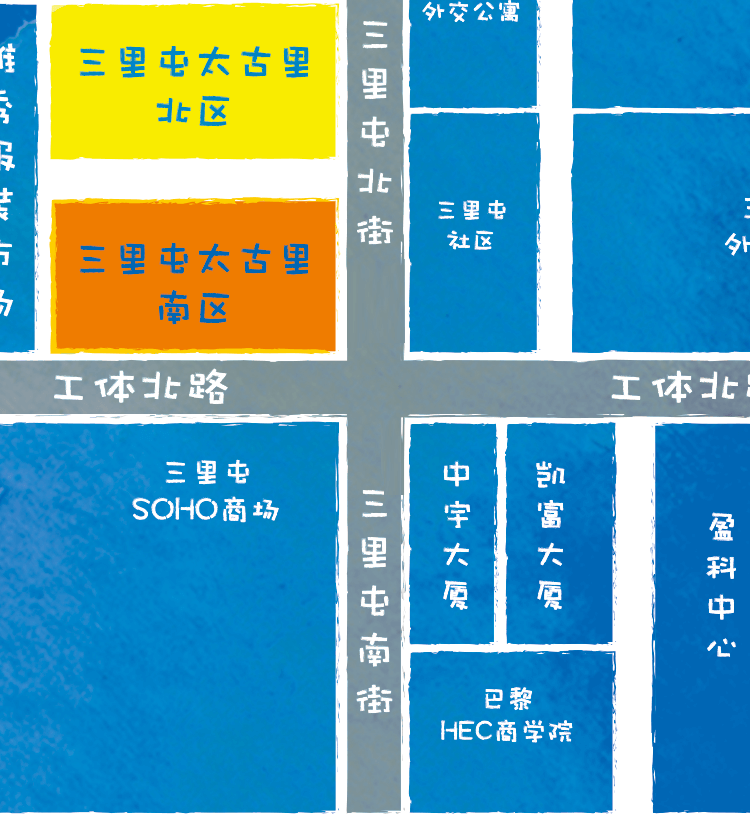 外交公寓
三里屯太古里
北区
三里屯北街
三里屯
社区
三里屯太古里
南区
工体北路
工体北
三里屯
SOHO商场
三里屯南街
中宇大厦
凯富大厦
盈科中心
巴黎
HEC商学院